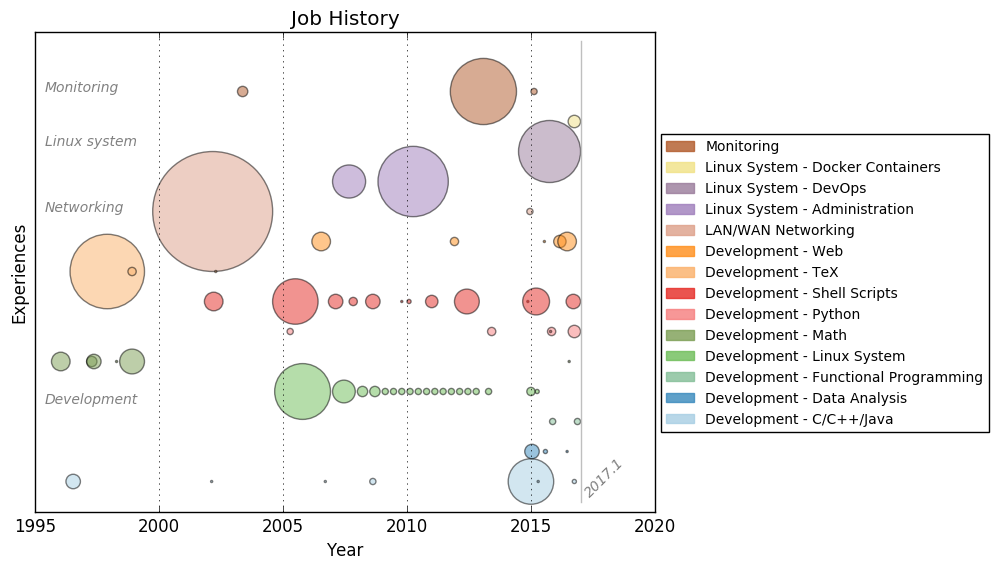 Job History
Monitoring
Linux system
Networking
Development
Experiences
2017.1
1995 2000 2005 2010 2015 2020
Year
Monitoring
Linux System - Docker Containers
Linux System - DevOps
Linux System - Administration
LAN/WAN Networking
Development - Web
Development - TeX
Development - Shell Scripts
Development - Python
Development - Math
Development - Linux System
Development - Functional Programming
Development - Data Analysis
Development - C/C++/Java